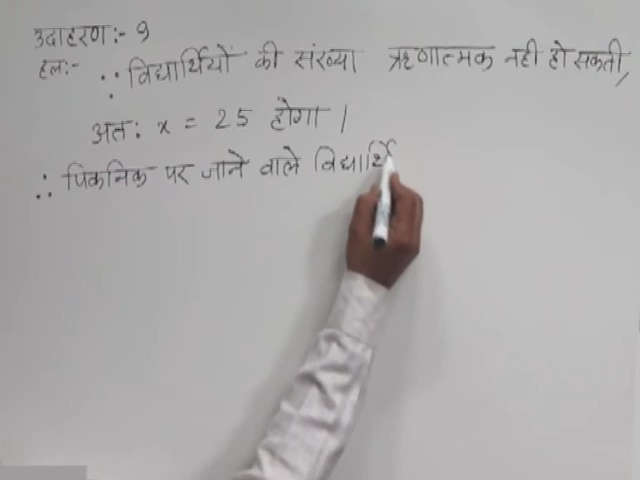 उदाहरण:- 9
हल:- ∵ विद्यार्थियों की संख्या ऋणात्मक नही हो सकती,
अत: x = 25 होगा |
∴ पिकनिक पर जाने वाले विद्यार्थि